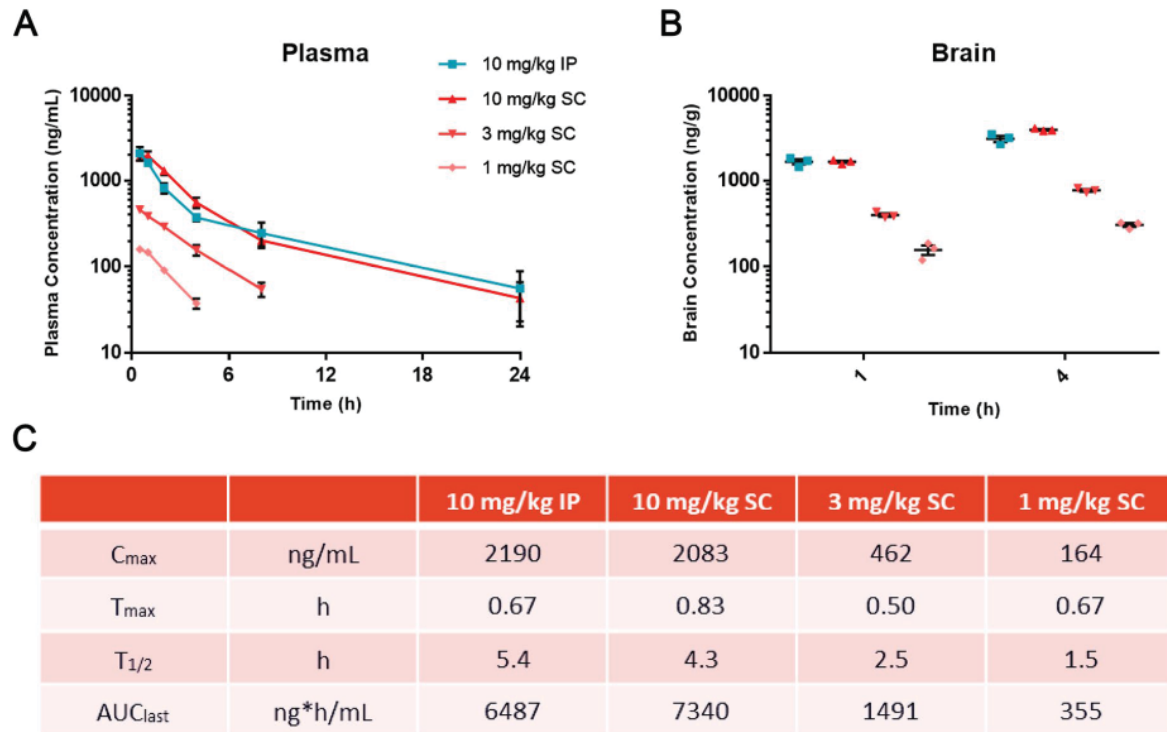 A
Plasma
10 mg/kg IP
10 mg/kg SC
3 mg/kg SC
1 mg/kg SC
Plasma Concentration (ng/mL)
10000
1000
100
10
0 6 12 18 24
Time (h)
B
Brain
Brain Concentration (ng/g)
10000
1000
100
10
1 4
Time (h)
C
10 mg/kg IP 10 mg/kg SC 3 mg/kg SC 1 mg/kg SC
Cmax ng/mL 2190 2083 462 164
Tmax h 0.67 0.83 0.50 0.67
T1/2 h 5.4 4.3 2.5 1.5
AUClast ng*h/mL 6487 7340 1491 355